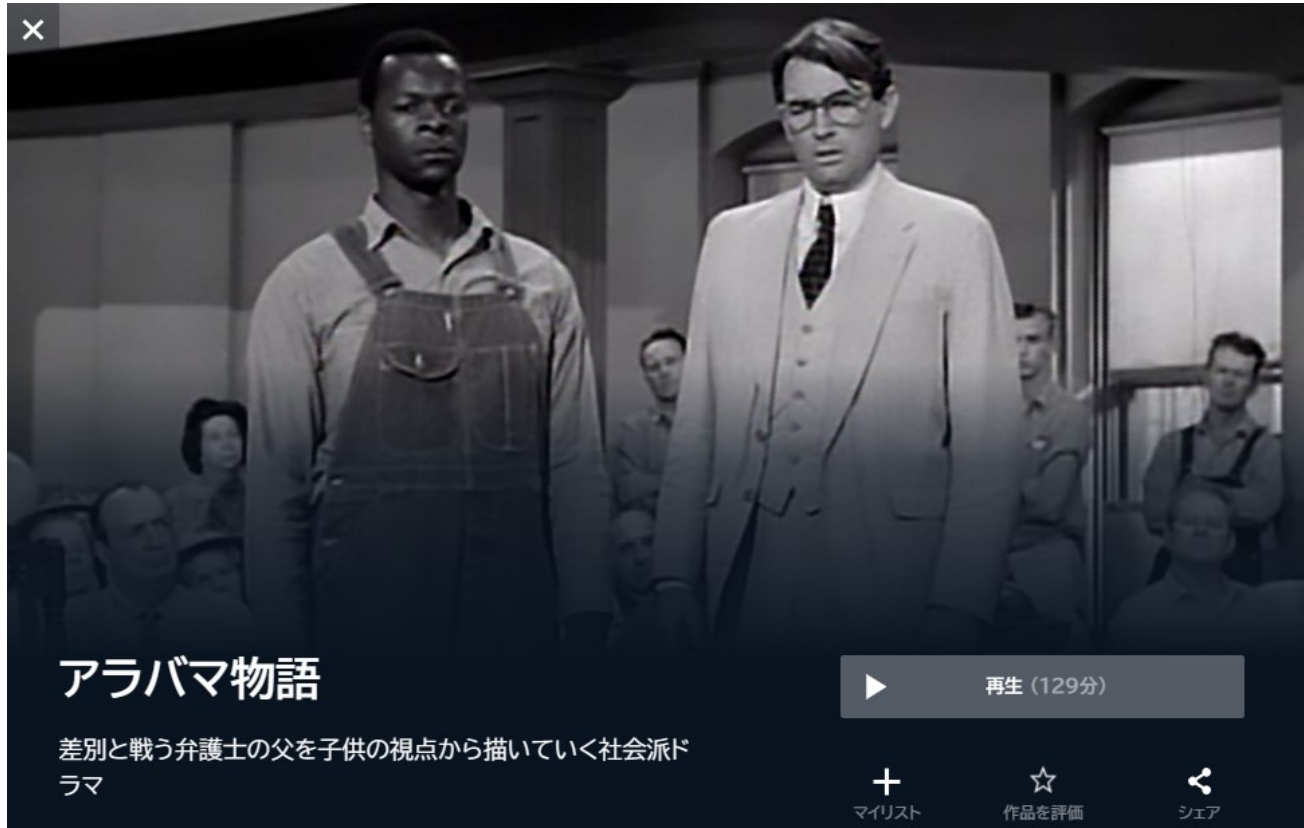 アラバマ物語
差別と戦う弁護士の父を子供の視点から描いていく社会派ド
ラマ
再生（129分）
マイリスト
作品を評価
シェア